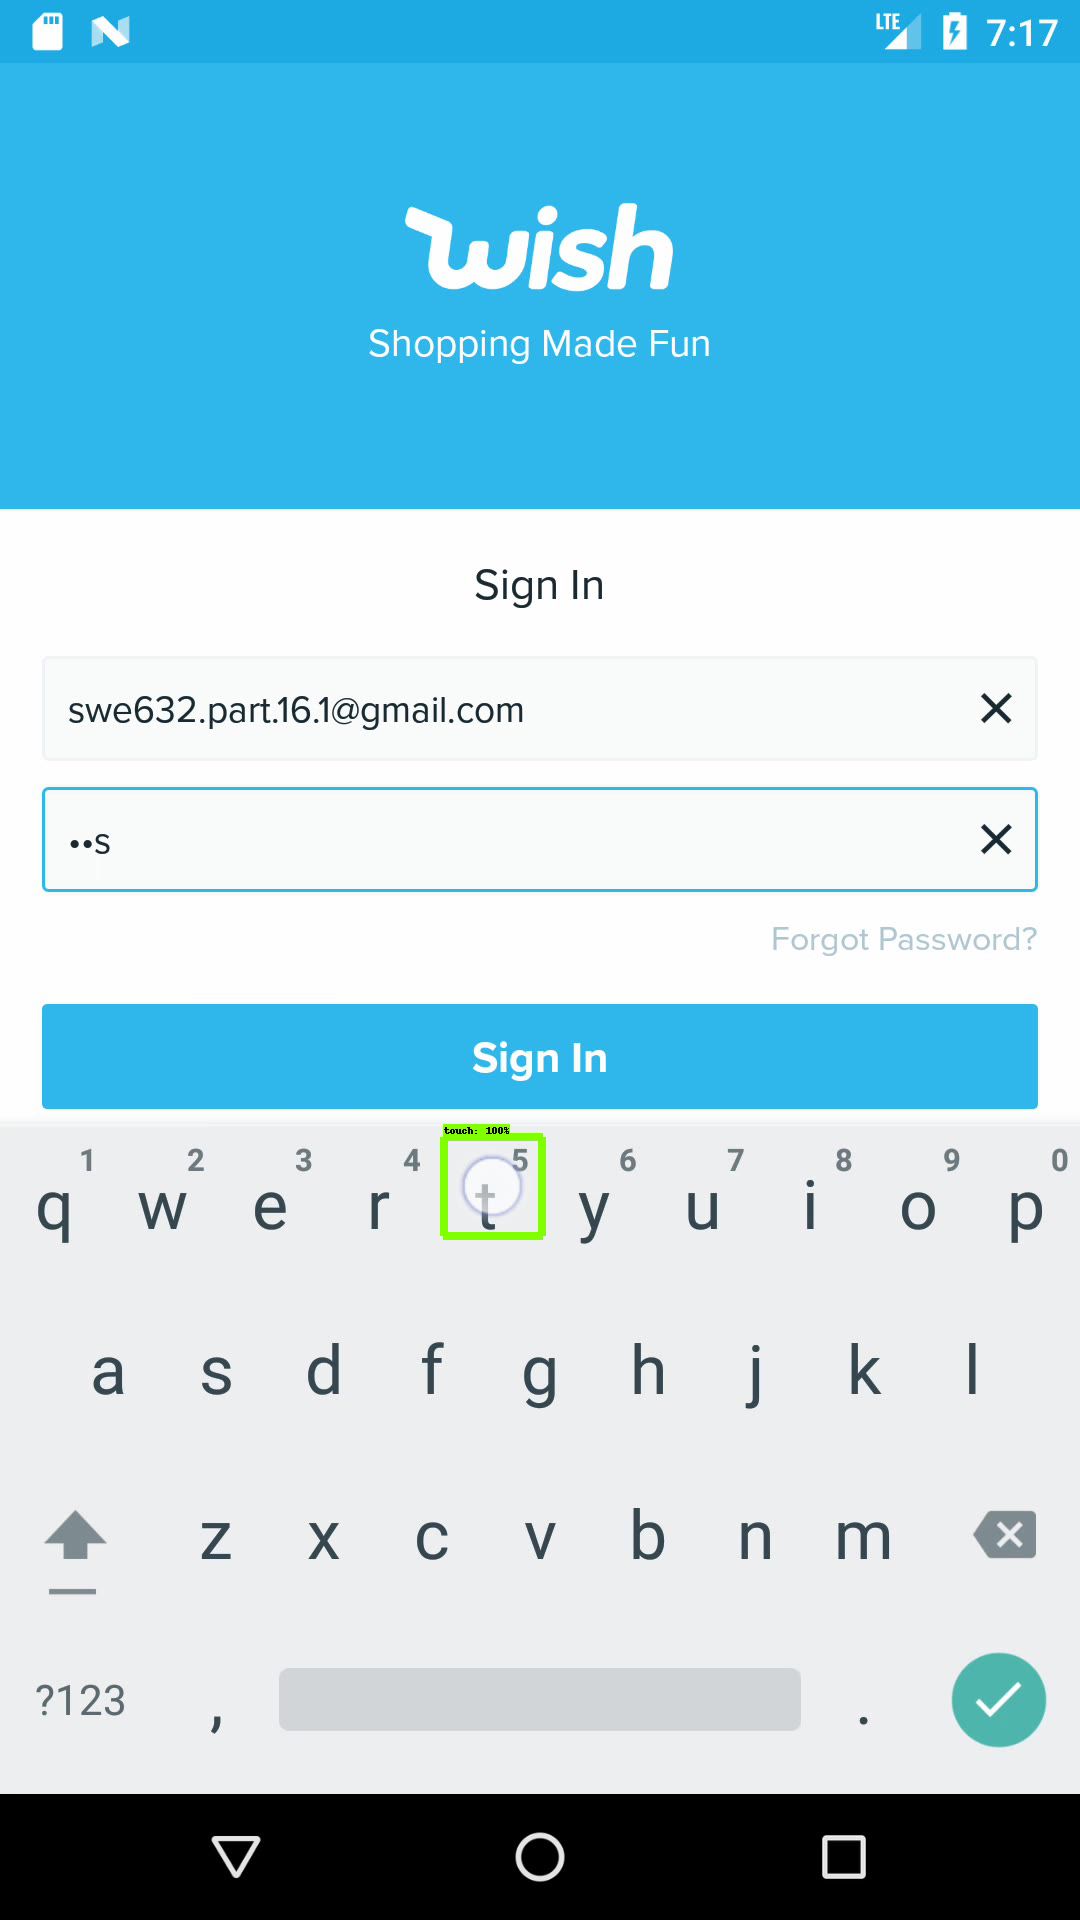 LTE 7:17
wish
Shopping Made Fun
Sign In
swe632.part.16.1@gmail.com
••s
Forgot Password?
Sign In
touch: 100%
1 2 3 4 5 6 7 8 9 0
q w e r t y u i o p
a s d f g h j k l
z x c v b n m
?123 , .